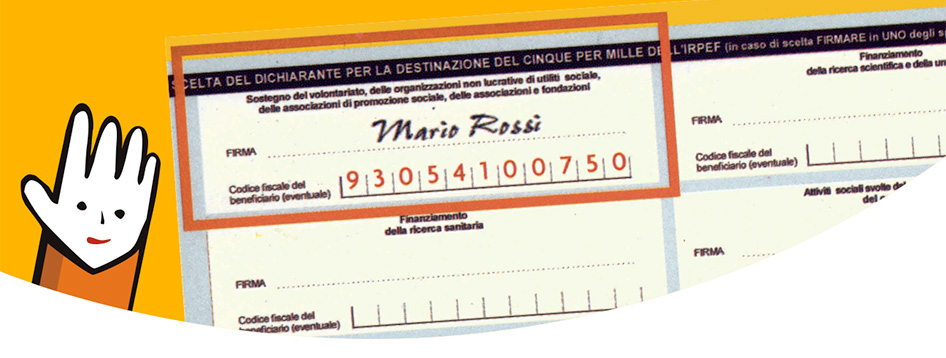 SCELTA DEL DICHIARANTE PER LA DESTINAZIONE DEL CINQUE PER MILLE DELL'IRPEF (in caso di scelta FIRMARE in UNO degli
Sostegno del volontariato, delle organizzazioni non lucrative di utilitì sociale,
delle associazioni di promozione sociale, delle associazioni e fondazioni
FIRMA Mario Rossi
Codice fiscale del
beneficiario (eventuale) 93054100750
Finanziamento
della ricerca scientifica e della
FIRMA
Codice fiscale del
beneficiario (eventuale)
Finanziamento
della ricerca sanitaria
FIRMA
Codice fiscale del
beneficiario (eventuale)
Attivitì sociali svolte
FIRMA